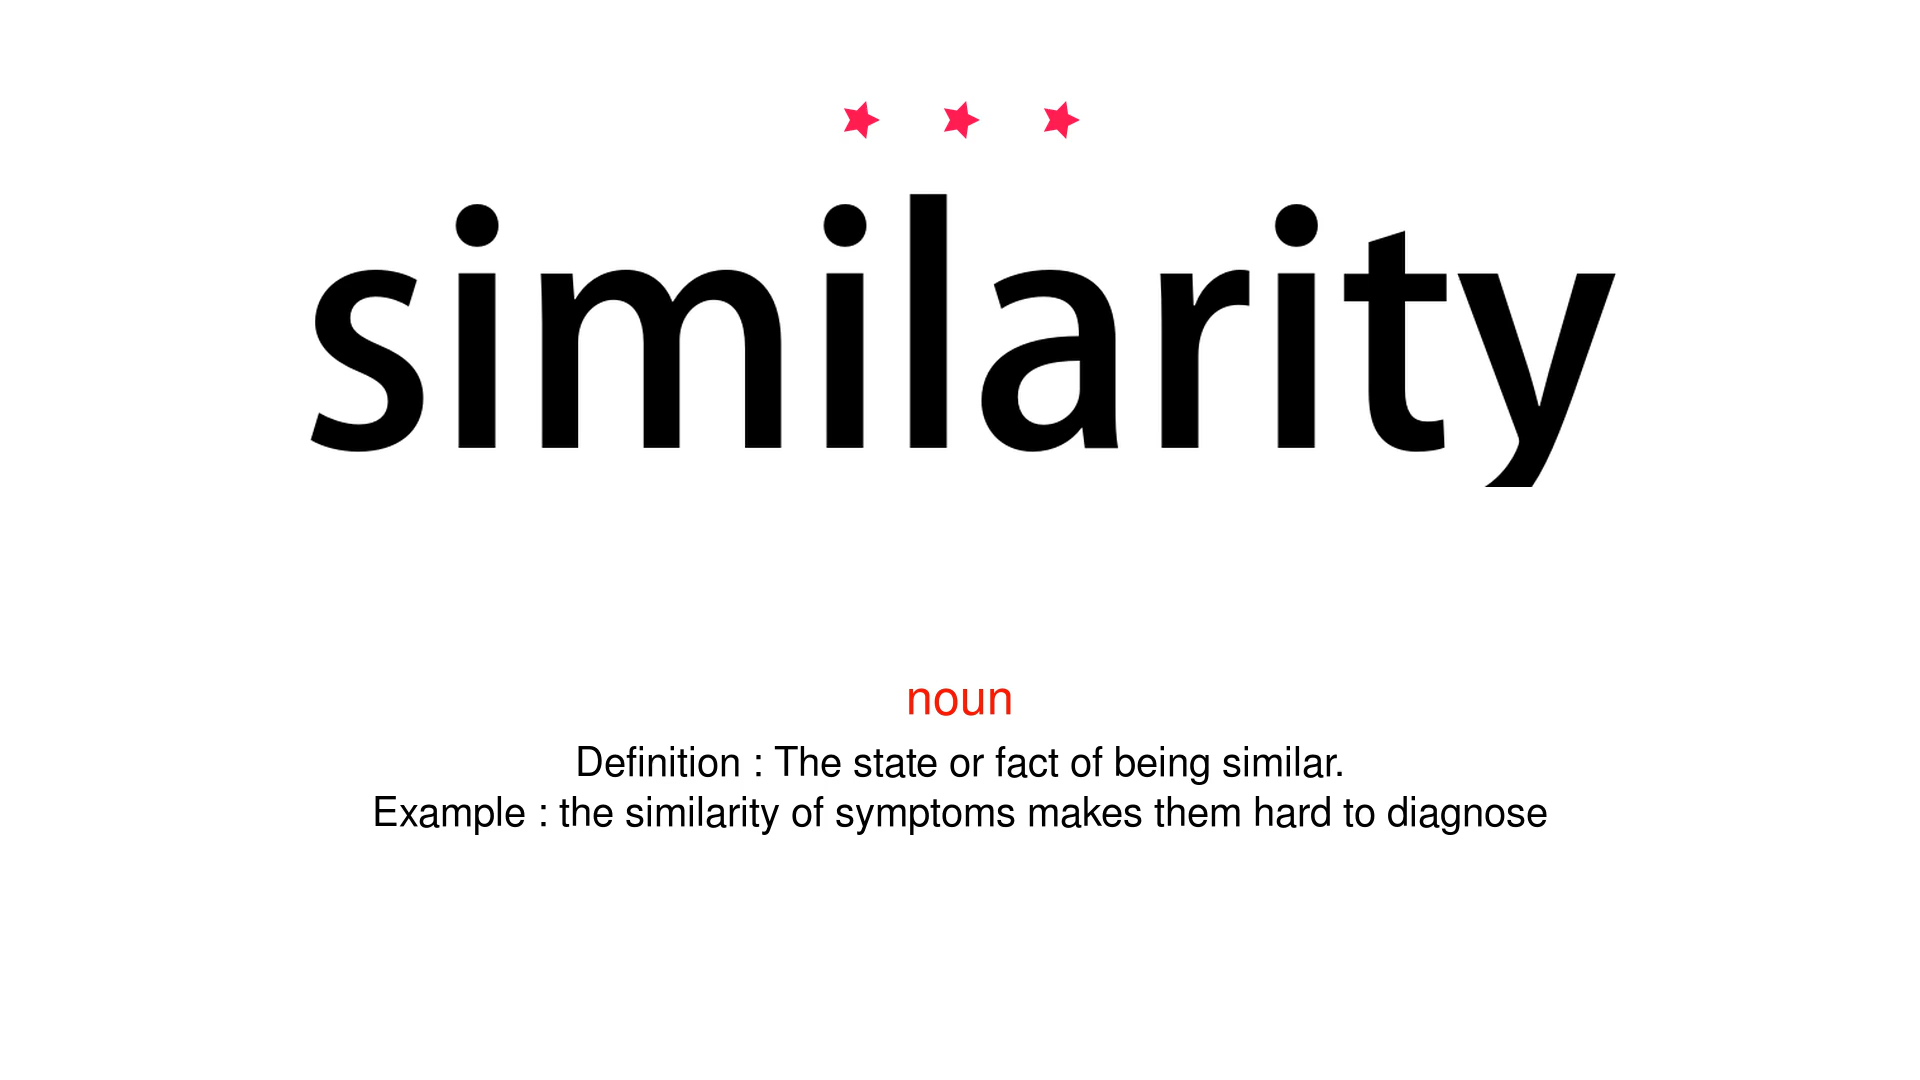 similarity
noun
Definition : The state or fact of being similar.
Example : the similarity of symptoms makes them hard to diagnose